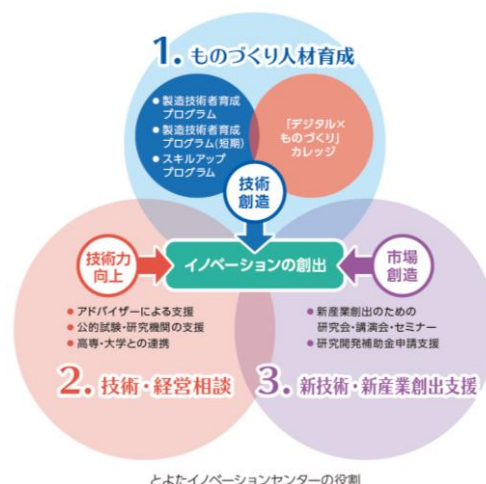 1. ものづくり人材育成
● 製造技術者育成
プログラム
● 製造技術者育成
プログラム(短期)
● スキルアップ
プログラム
「デジタル×
ものづくり」
カレッジ
技術
創造
技術力
向上
イノベーションの創出
市場
創造
● アドバイザーによる支援
● 公的試験・研究機関の支援
● 高専・大学との連携
● 新産業創出のための
研究会・講演会・セミナー
● 研究開発補助金申請支援
2. 技術・経営相談
3. 新技術・新産業創出支援
とよたイノベーションセンターの役割